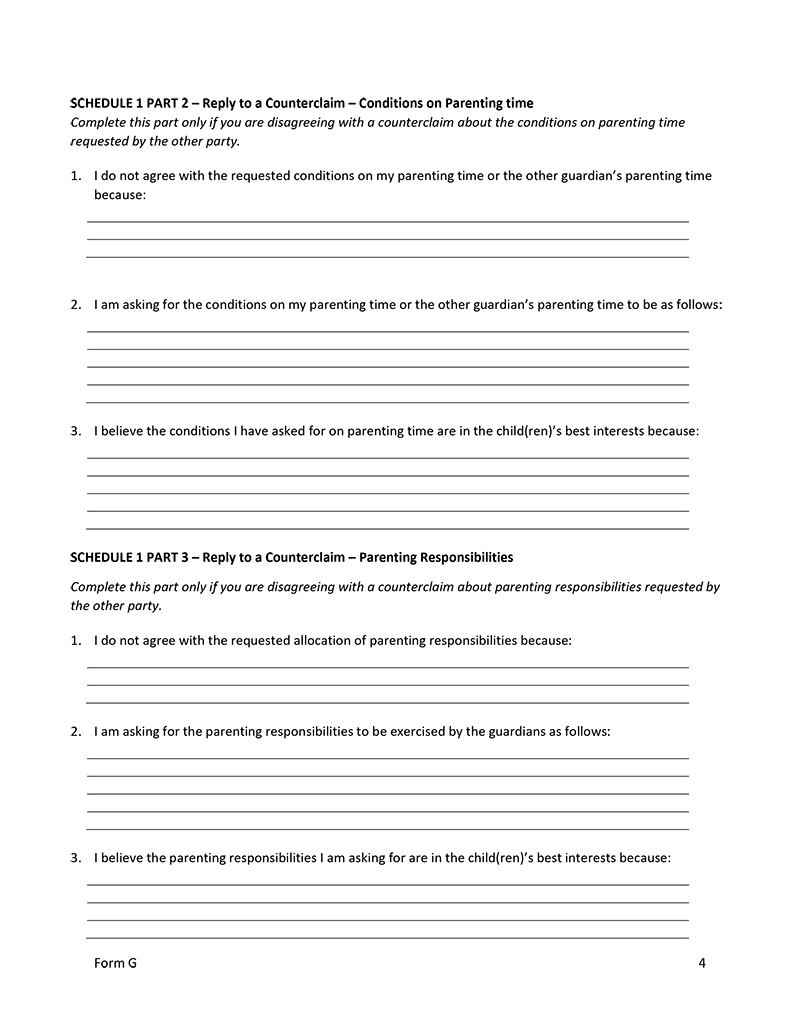 SCHEDULE 1 PART 2 – Reply to a Counterclaim – Conditions on Parenting time
Complete this part only if you are disagreeing with a counterclaim about the conditions on parenting time
requested by the other party.
1. I do not agree with the requested conditions on my parenting time or the other guardian’s parenting time
because:
2. I am asking for the conditions on my parenting time or the other guardian’s parenting time to be as follows:
3. I believe the conditions I have asked for on parenting time are in the child(ren)’s best interests because:
SCHEDULE 1 PART 3 – Reply to a Counterclaim – Parenting Responsibilities
Complete this part only if you are disagreeing with a counterclaim about parenting responsibilities requested by
the other party.
1. I do not agree with the requested allocation of parenting responsibilities because:
2. I am asking for the parenting responsibilities to be exercised by the guardians as follows:
3. I believe the parenting responsibilities I am asking for are in the child(ren)’s best interests because:
Form G 4